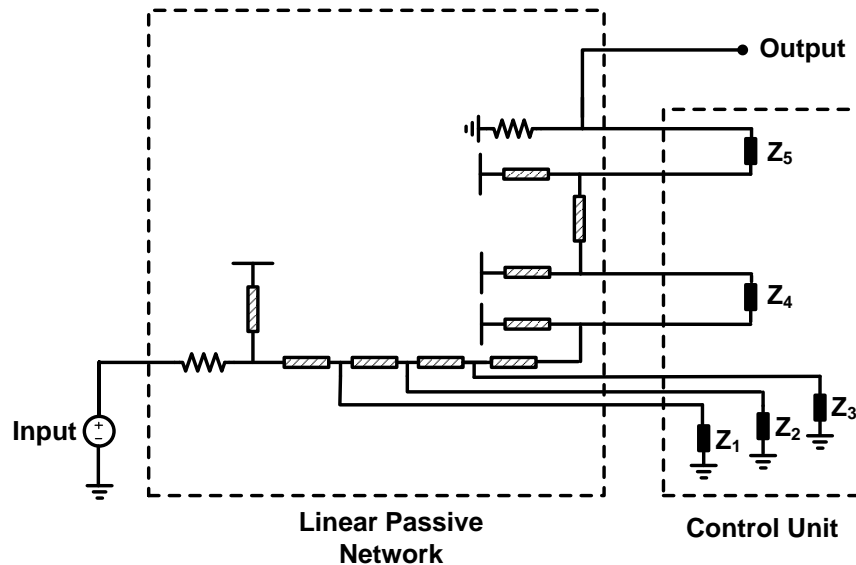 Output
Z5
Z4
Z3
Z2
Z1
Input
+
−
Linear Passive
Network
Control Unit